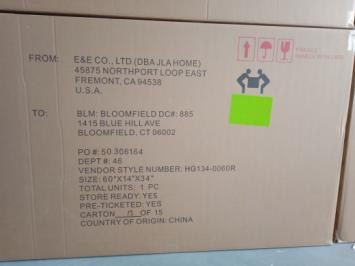 FROM: E&E CO., LTD (DBA JLA HOME)
45875 NORTHPORT LOOP EAST
FREMONT, CA 94538
U.S.A.
TO: BLM: BLOOMFIELD DC#: 885
1415 BLUE HILL AVE
BLOOMFIELD, CT 06002
PO #: 50 306164
DEPT #: 46
VENDOR STYLE NUMBER: HG134-0060R
SIZE: 60"X14"X34"
TOTAL UNITS: 1 PC
STORE READY: YES
PRE-TICKETED: YES
CARTON 13 OF 15
COUNTRY OF ORIGIN: CHINA
FRAGILE
HANDLE WITH CARE